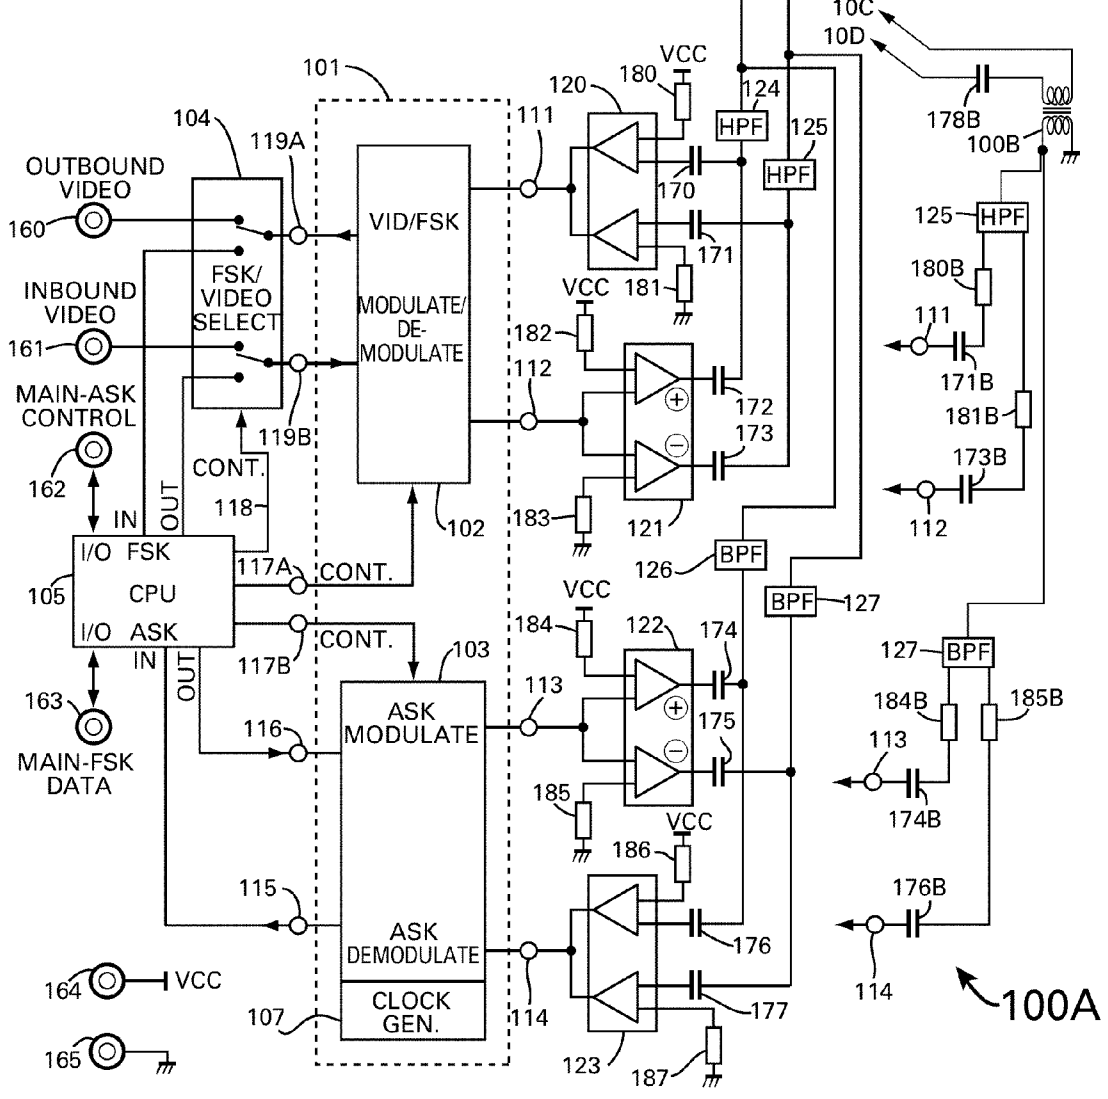 10C
10D
101
VCC
180
120
124
HPF
125
HPF
178B
100B
104
119A
111
170
OUTBOUND
VIDEO
160
VID/FSK
171
125
HPF
FSK/
VIDEO
SELECT
181
180B
INBOUND
VIDEO
161
MODULATE/
DE-
MODULATE
VCC
182
111
112
171B
MAIN-ASK
CONTROL
162
119B
172
173
181B
173B
CONT.
118
102
183
121
112
IN
OUT
I/O FSK
CPU
I/O ASK
105
117A
CONT.
BPF
126
BPF
127
VCC
184
122
174
117B
CONT.
IN
OUT
103
127
BPF
163
MAIN-FSK
DATA
116
ASK
MODULATE
113
175
184B
185B
113
174B
185
VCC
186
115
176B
ASK
DEMODULATE
176
164
VCC
114
177
114
100A
107
CLOCK
GEN.
165
123
187